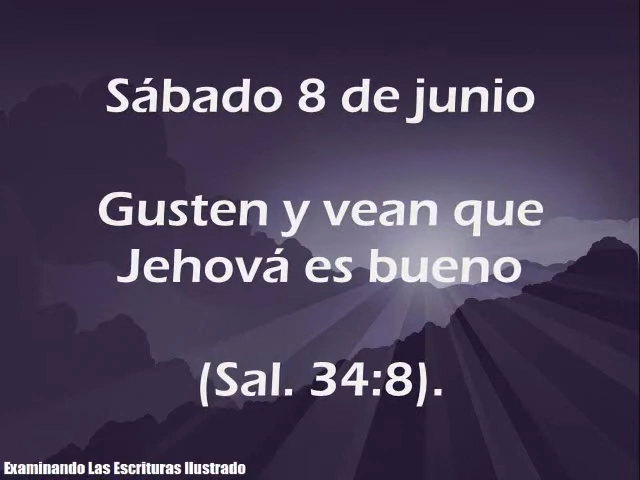 Sábado 8 de junio
Gusten y vean que
Jehová es bueno
(Sal. 34:8).
Examinando Las Escrituras Ilustrado